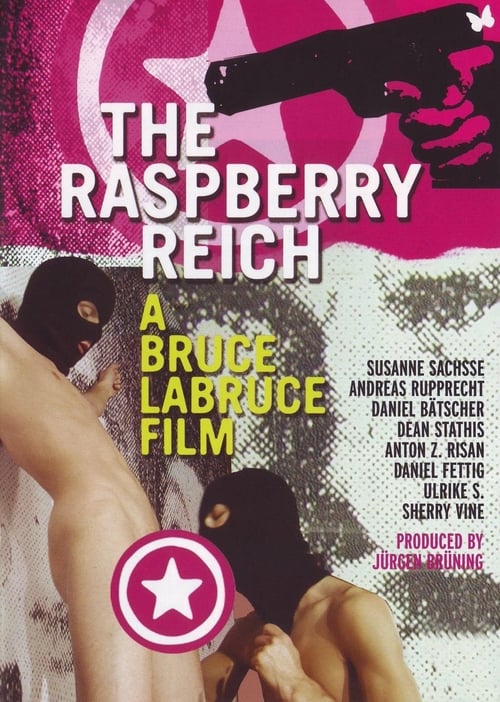 THE
RASPBERRY
REICH
A
BRUCE
LABRUCE
FILM
SUSANNE SACHSSE
ANDREAS RUPPRECHT
DANIEL BÄTSCHER
DEAN STATHIS
ANTON Z. RISAN
DANIEL FETTIG
ULRIKE S.
SHERRY VINE
PRODUCED BY
JÜRGEN BRÜNING